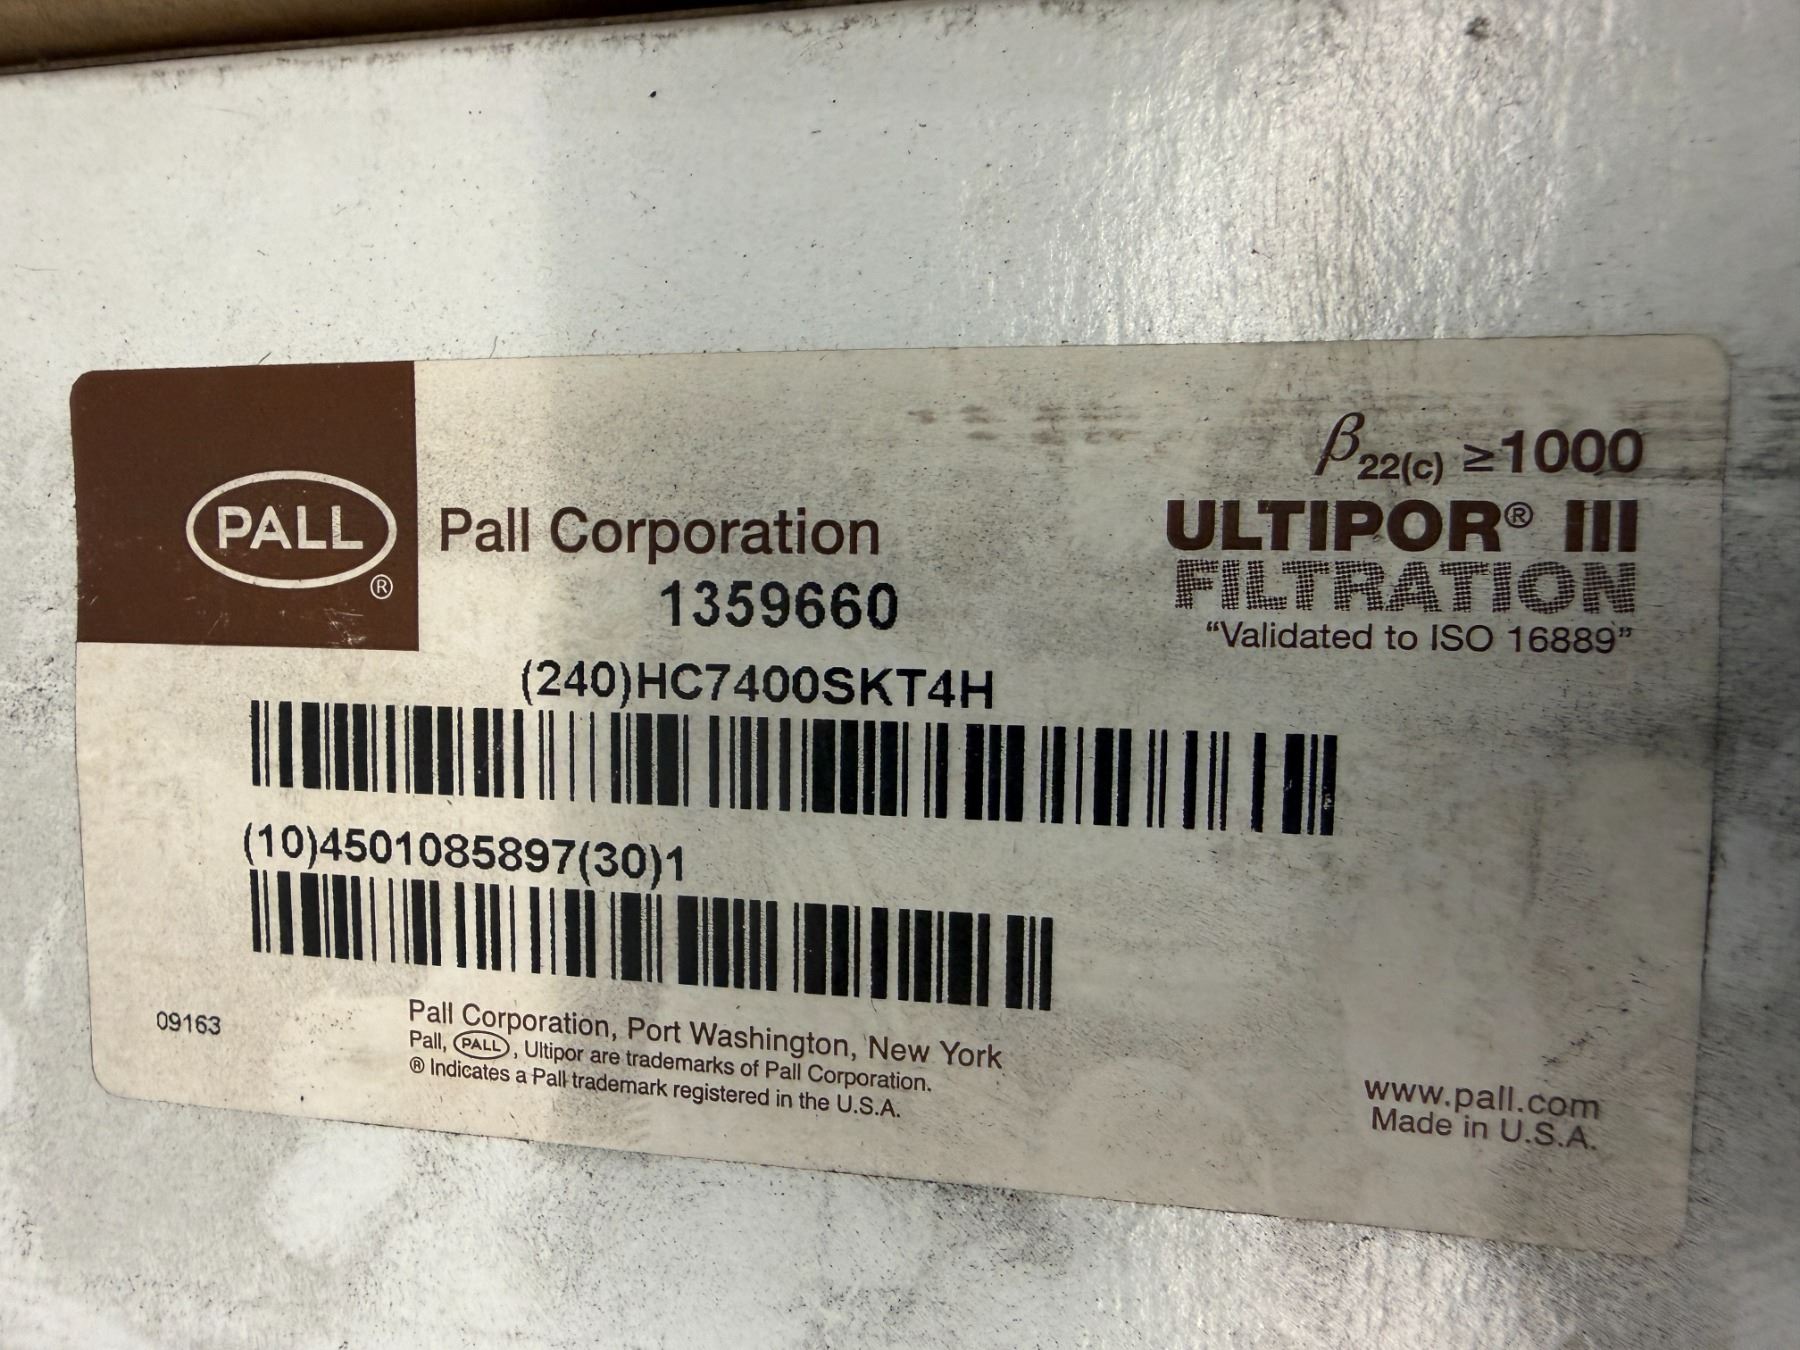 PALL
®
Pall Corporation
1359660
β22(c) ≥1000
ULTIPOR® III
FILTRATION
“Validated to ISO 16889”
(240)HC7400SKT4H
(10)4501085897(30)1
09163
Pall Corporation, Port Washington, New York
Pall, PALL, Ultipor are trademarks of Pall Corporation.
® Indicates a Pall trademark registered in the U.S.A.
www.pall.com
Made in U.S.A.